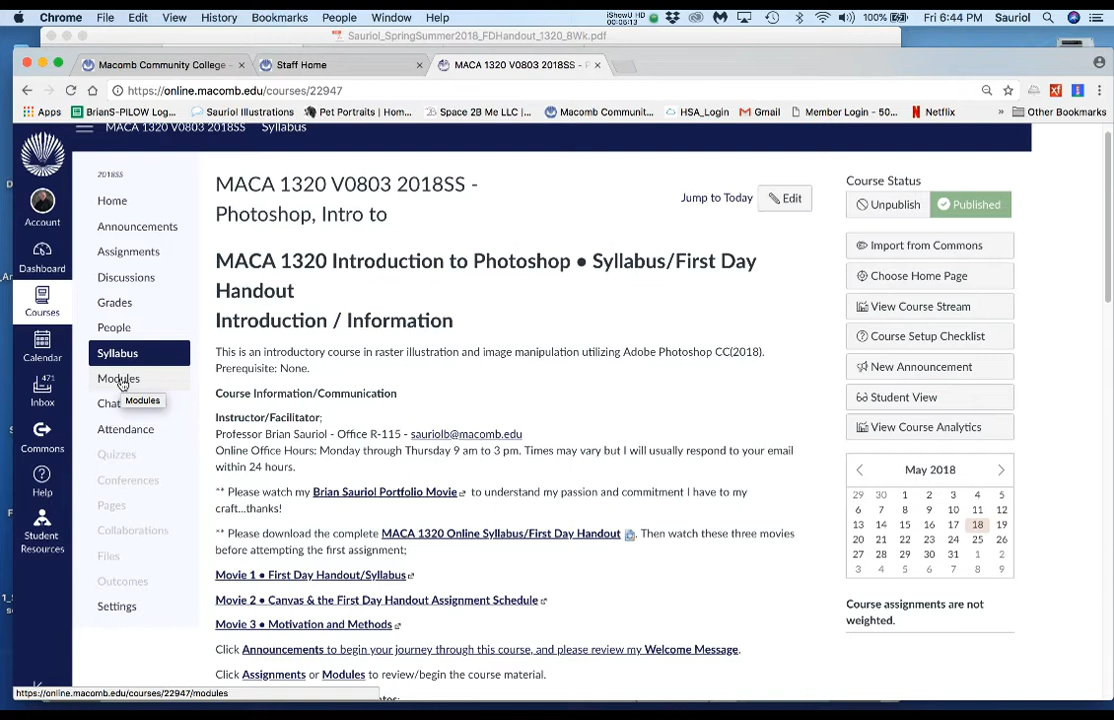 Chrome File Edit View History Bookmarks People Window Help iShowU HD 00:06:13 100% Fri 6:44 PM Sauriol
Sauriol_SpringSummer2018_FDHandout_1320_8Wk.pdf
Macomb Community College - × Staff Home × MACA 1320 V0803 2018SS - P ×
https://online.macomb.edu/courses/22947
Apps BrianS-PILOW Log... Sauriol Illustrations Pet Portraits | Hom... Space 2B Me LLC |... Macomb Communit... HSA_Login Gmail Member Login - 50... Netflix » Other Bookmarks
MACA 1320 V0803 2018SS Syllabus
Account
Dashboard
Courses
Calendar
471
Inbox
Commons
Help
Student
Resources
2018SS
Home
Announcements
Assignments
Discussions
Grades
People
Syllabus
Modules
Chat
Modules
Attendance
Quizzes
Conferences
Pages
Collaborations
Files
Outcomes
Settings
MACA 1320 V0803 2018SS -
Photoshop, Intro to
Jump to Today Edit
MACA 1320 Introduction to Photoshop • Syllabus/First Day
Handout
Introduction / Information
This is an introductory course in raster illustration and image manipulation utilizing Adobe Photoshop CC(2018).
Prerequisite: None.
Course Information/Communication
Instructor/Facilitator;
Professor Brian Sauriol - Office R-115 - sauriolb@macomb.edu
Online Office Hours: Monday through Thursday 9 am to 3 pm. Times may vary but I will usually respond to your email
within 24 hours.
** Please watch my Brian Sauriol Portfolio Movie to understand my passion and commitment I have to my
craft...thanks!
** Please download the complete MACA 1320 Online Syllabus/First Day Handout . Then watch these three movies
before attempting the first assignment;
Movie 1 • First Day Handout/Syllabus
Movie 2 • Canvas & the First Day Handout Assignment Schedule
Movie 3 • Motivation and Methods
Click Announcements to begin your journey through this course, and please review my Welcome Message.
Click Assignments or Modules to review/begin the course material.
Course Status
Unpublish Published
Import from Commons
Choose Home Page
View Course Stream
Course Setup Checklist
New Announcement
Student View
View Course Analytics
May 2018
29 30 1 2 3 4 5
6 7 8 9 10 11 12
13 14 15 16 17 18 19
20 21 22 23 24 25 26
27 28 29 30 31 1 2
3 4 5 6 7 8 9
Course assignments are not
weighted.
https://online.macomb.edu/courses/22947/modules